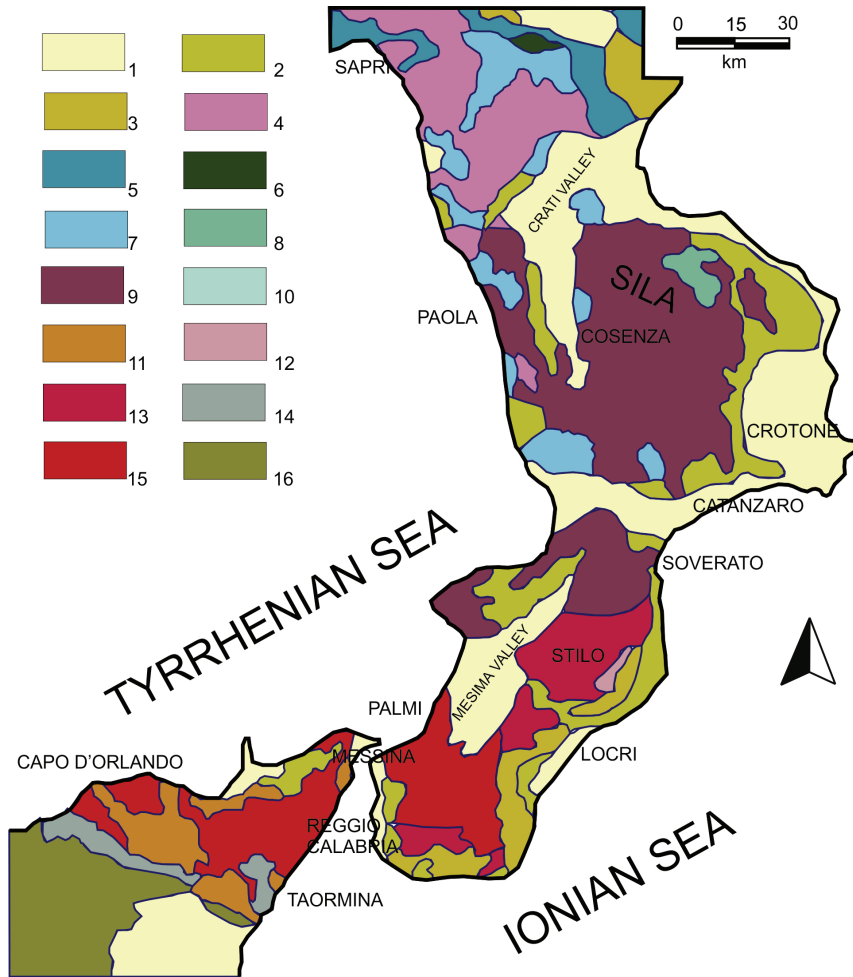 0 15 30
km
1
2
3
4
5
6
7
8
9
10
11
12
13
14
15
16
SAPRI
CRATI VALLEY
SILA
PAOLA
COSENZA
CROTONE
CATANZARO
TYRRHENIAN SEA
SOVERATO
STILO
MESIMA VALLEY
PALMI
LOCRI
MESSINA
CAPO D'ORLANDO
REGGIO
CALABRIA
TAORMINA
IONIAN SEA